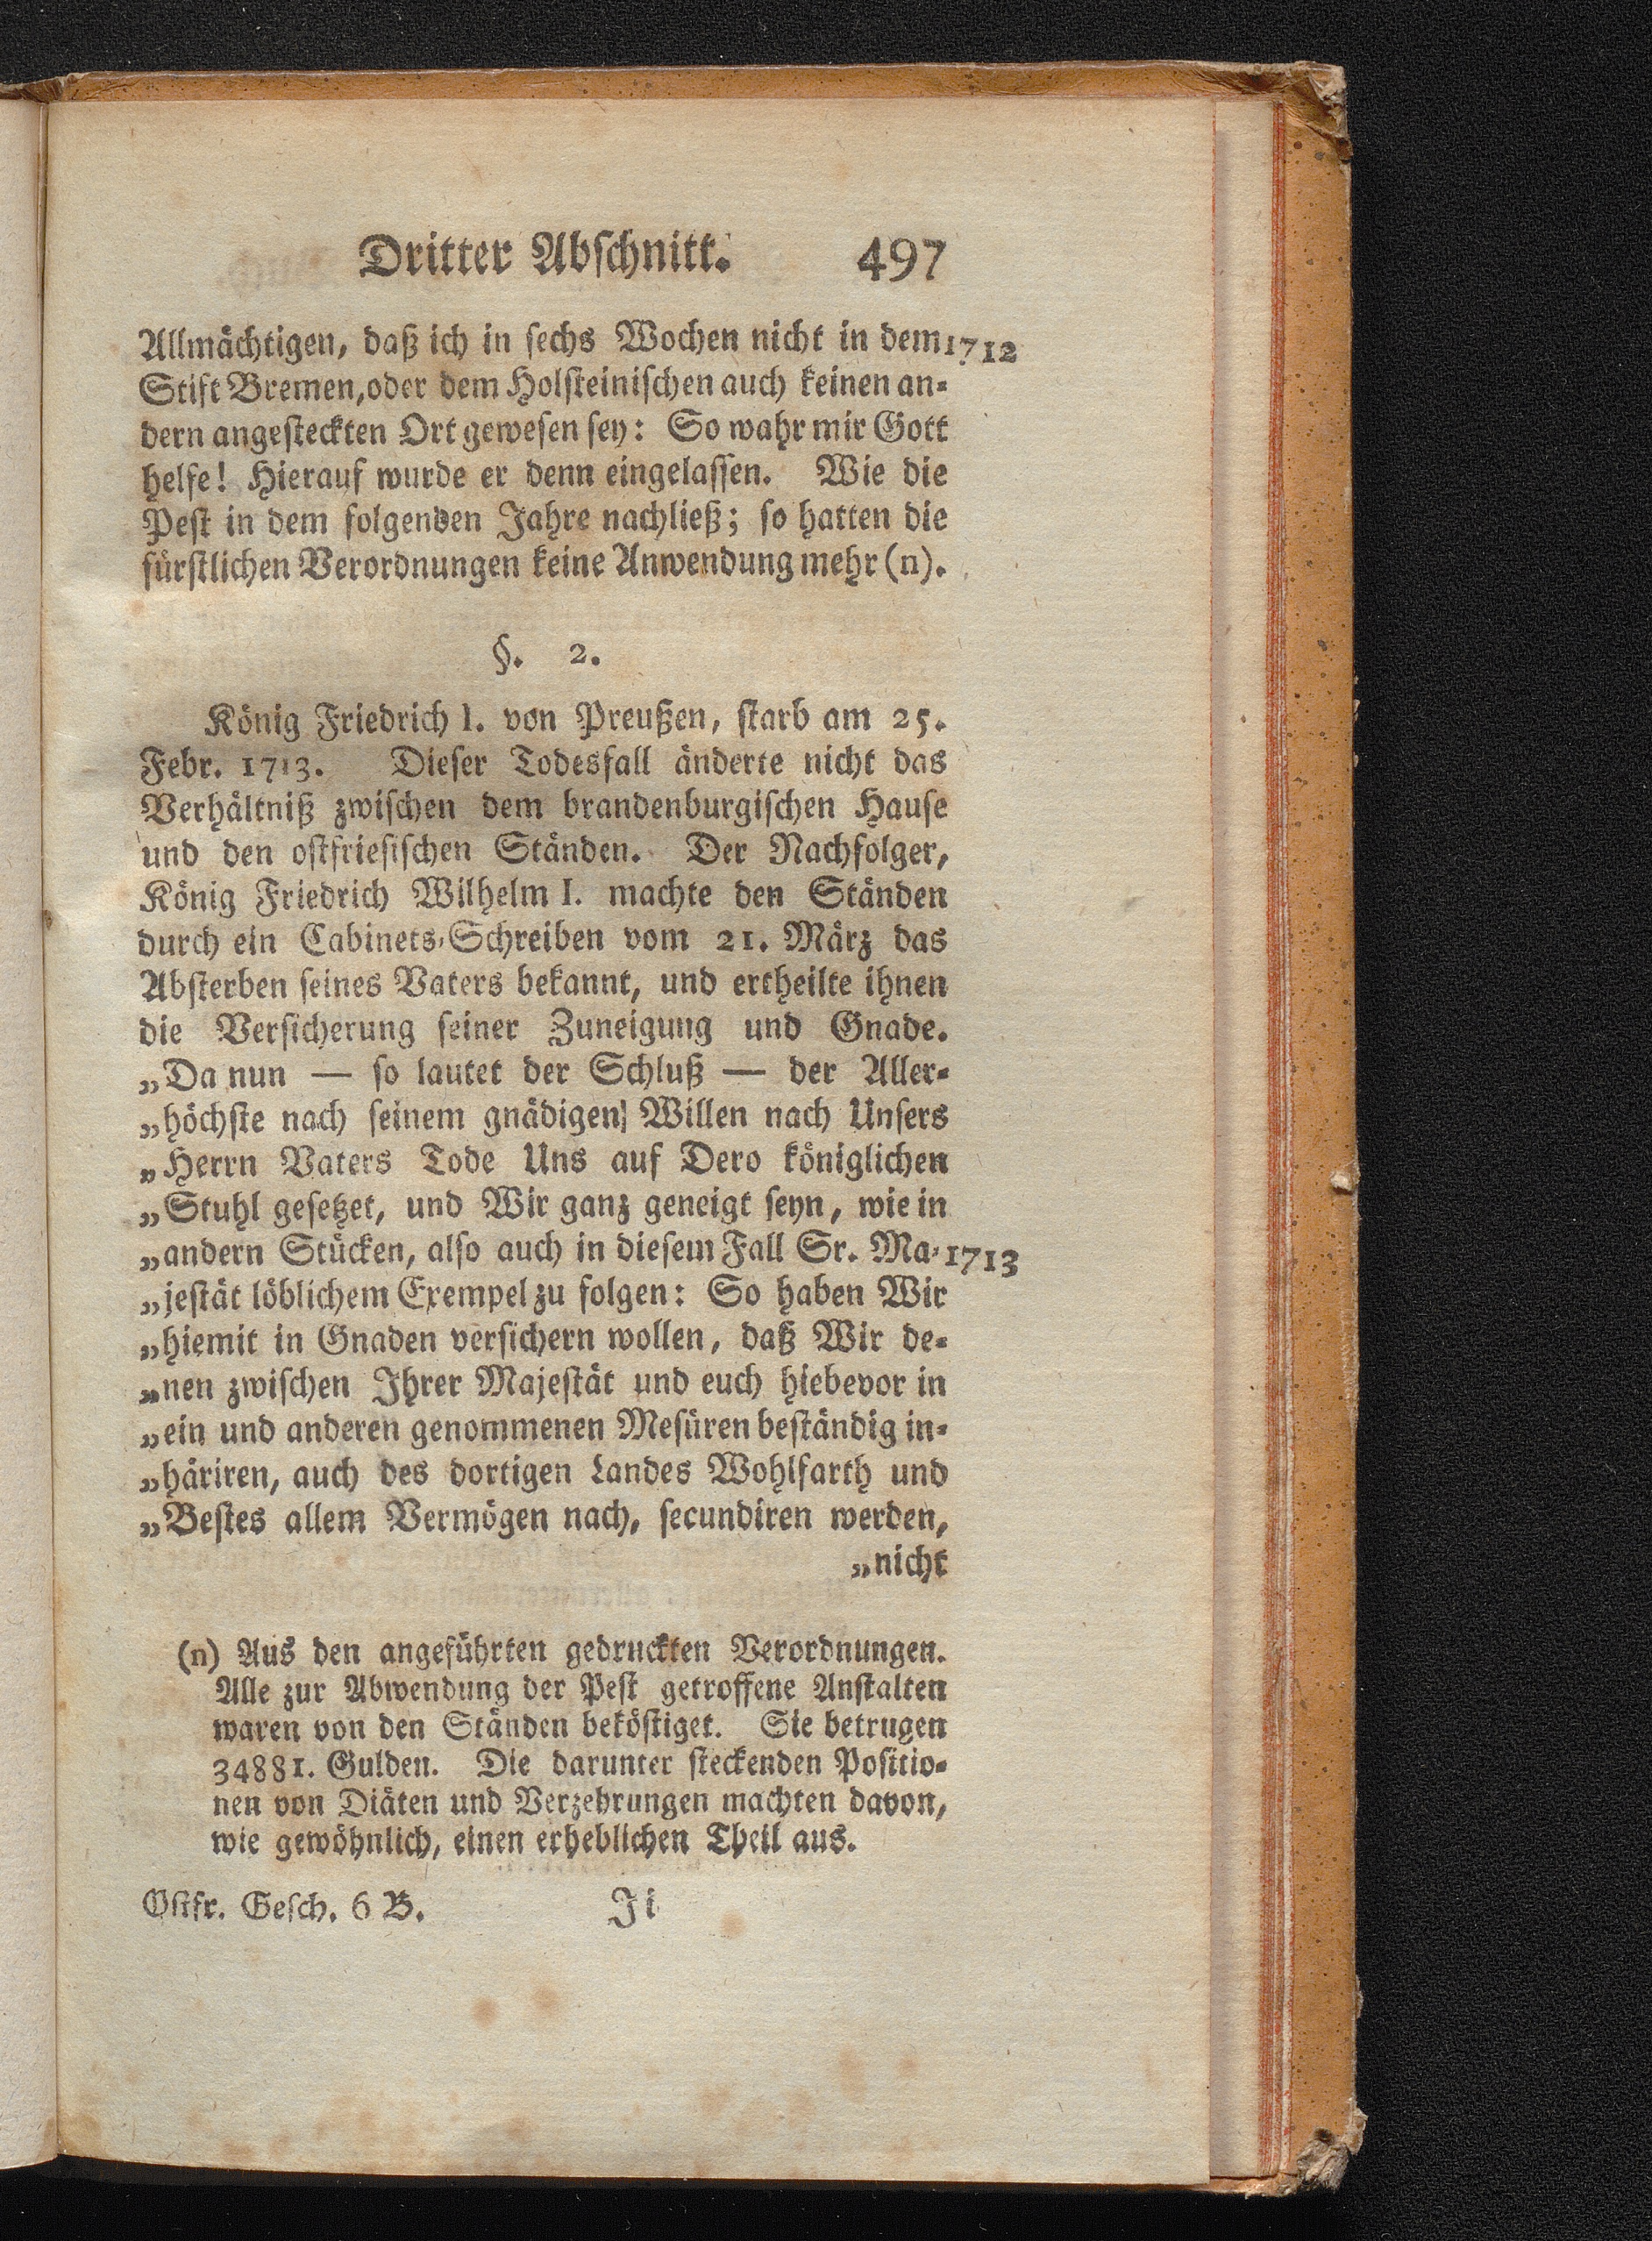 Dritter Abschnitt. 497
Allmächtigen, daß ich in sechs Wochen nicht in dem 1712
Stift Bremen, oder dem Holsteinischen auch keinen an-
dern angesteckten Ort gewesen sey: So wahr mir Gott
helfe! Hierauf wurde er denn eingelassen. Wie die
Pest in dem folgenden Jahre nachließ; so hatten die
fürstlichen Verordnungen keine Anwendung mehr (n).
§. 2.
König Friedrich I. von Preußen, starb am 25.
Febr. 1713. Dieser Todesfall änderte nicht das
Verhältniß zwischen dem brandenburgischen Hause
und den ostfriesischen Ständen. Der Nachfolger,
König Friedrich Wilhelm I. machte den Ständen
durch ein Cabinets-Schreiben vom 21. März das
Absterben seines Vaters bekannt, und ertheilte ihnen
die Versicherung seiner Zuneigung und Gnade.
„Da nun — so lautet der Schluß — der Aller-
„höchste nach seinem gnädigen Willen nach Unsers
„Herrn Vaters Tode Uns auf Dero königlichen
„Stuhl gesetzet, und Wir ganz geneigt seyn, wie in
„andern Stücken, also auch in diesem Fall Sr. Ma- 1713
„jestät löblichem Exempel zu folgen: So haben Wir
„hiemit in Gnaden versichern wollen, daß Wir de-
„nen zwischen Ihrer Majestät und euch hiebevor in
„ein und anderen genommenen Mesüren beständig in-
„häriren, auch des dortigen Landes Wohlfarth und
„Bestes allem Vermögen nach, secundiren werden,
„nicht
(n) Aus den angeführten gedruckten Verordnungen.
Alle zur Abwendung der Pest getroffene Anstalten
waren von den Ständen beköstiget. Sie betrugen
34881. Gulden. Die darunter steckenden Positio-
nen von Diäten und Verzehrungen machten davon,
wie gewöhnlich, einen erheblichen Theil aus.
Ostfr. Gesch. 6 B. Ji